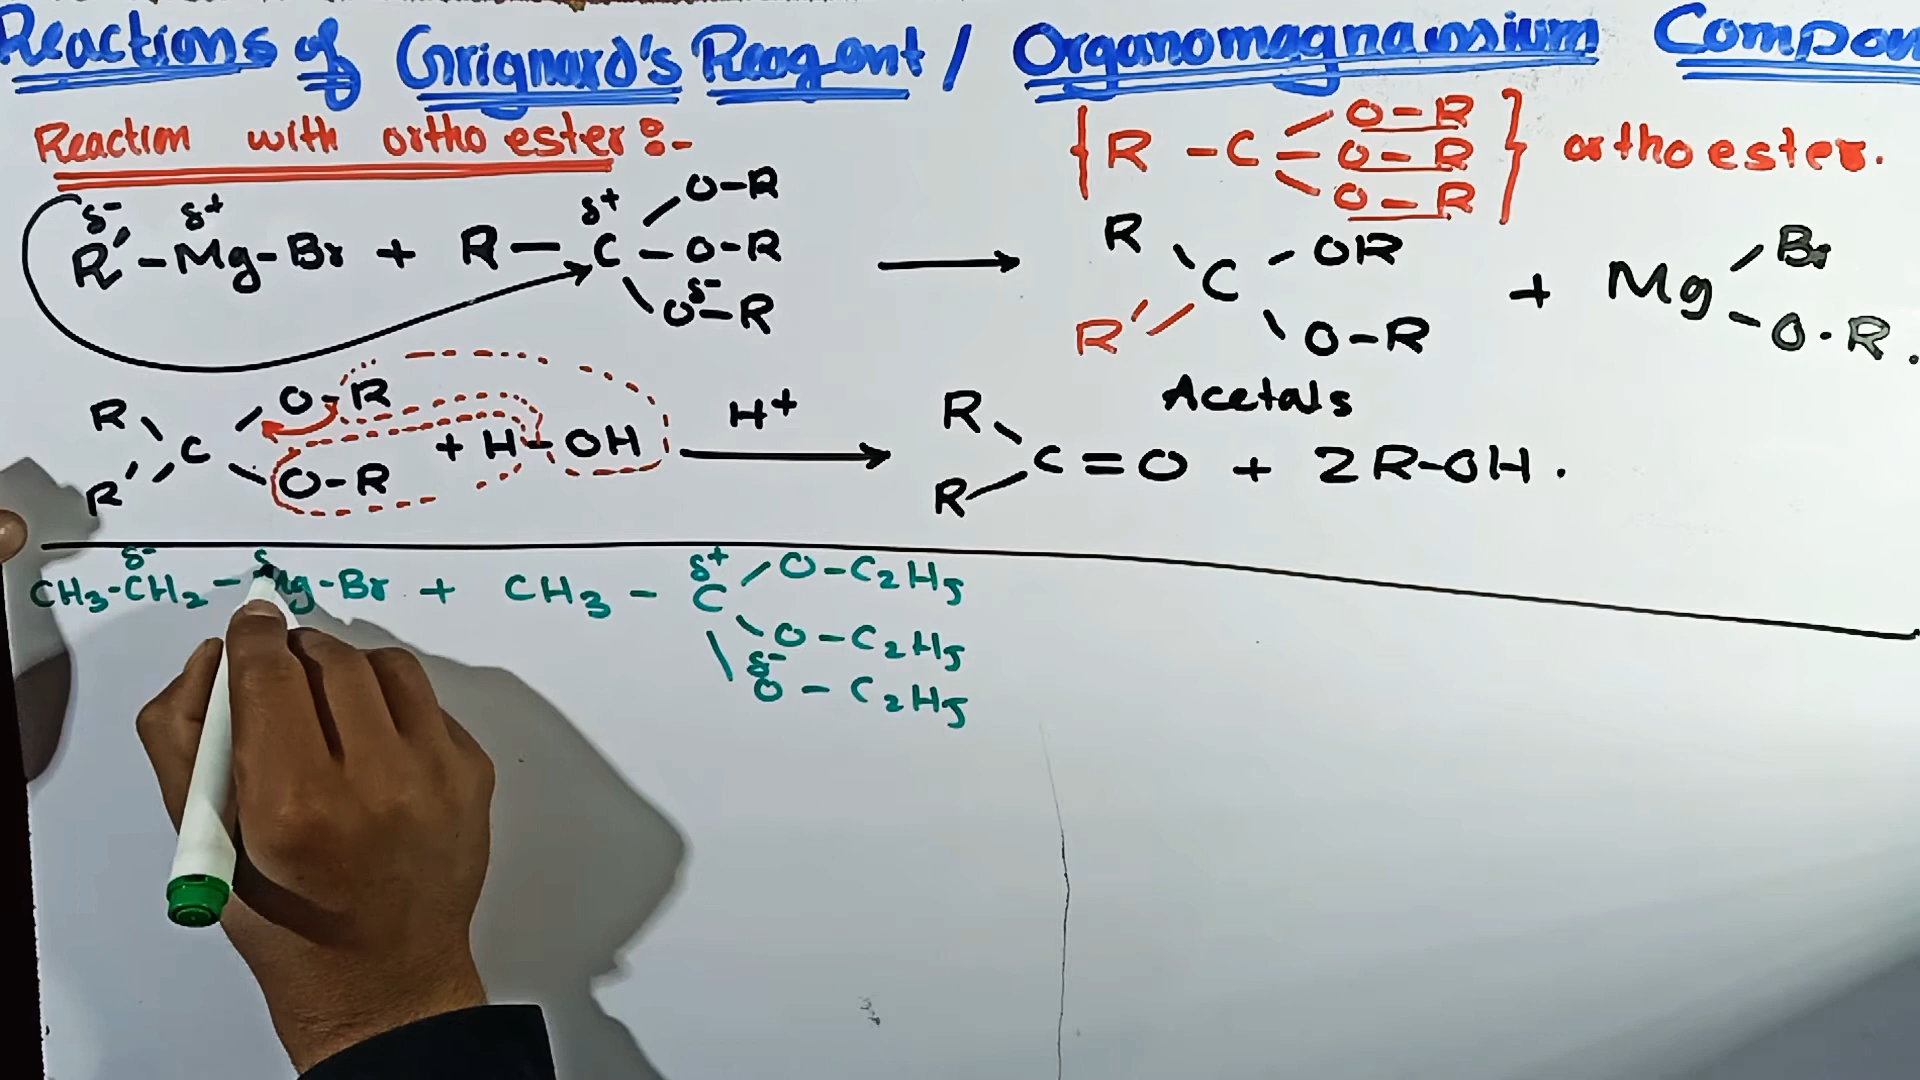 Reactions of Grignard's Reagent / Organomagnassium Compou
Reaction with ortho ester:-
{ R - C O-R O-R O-R } ortho ester.
δ- δ+ δ+
R' - Mg - Br + R - C O-R O-R O-R δ- → R R' C OR O-R + Mg Br O-R.
Acetals
R R' C O-R O-R + H-OH H+ → R R C = O + 2R-OH.
δ- δ δ+
CH3-CH2 - Mg-Br + CH3 - C O-C2H5
O-C2H5
δ-
O-C2H5